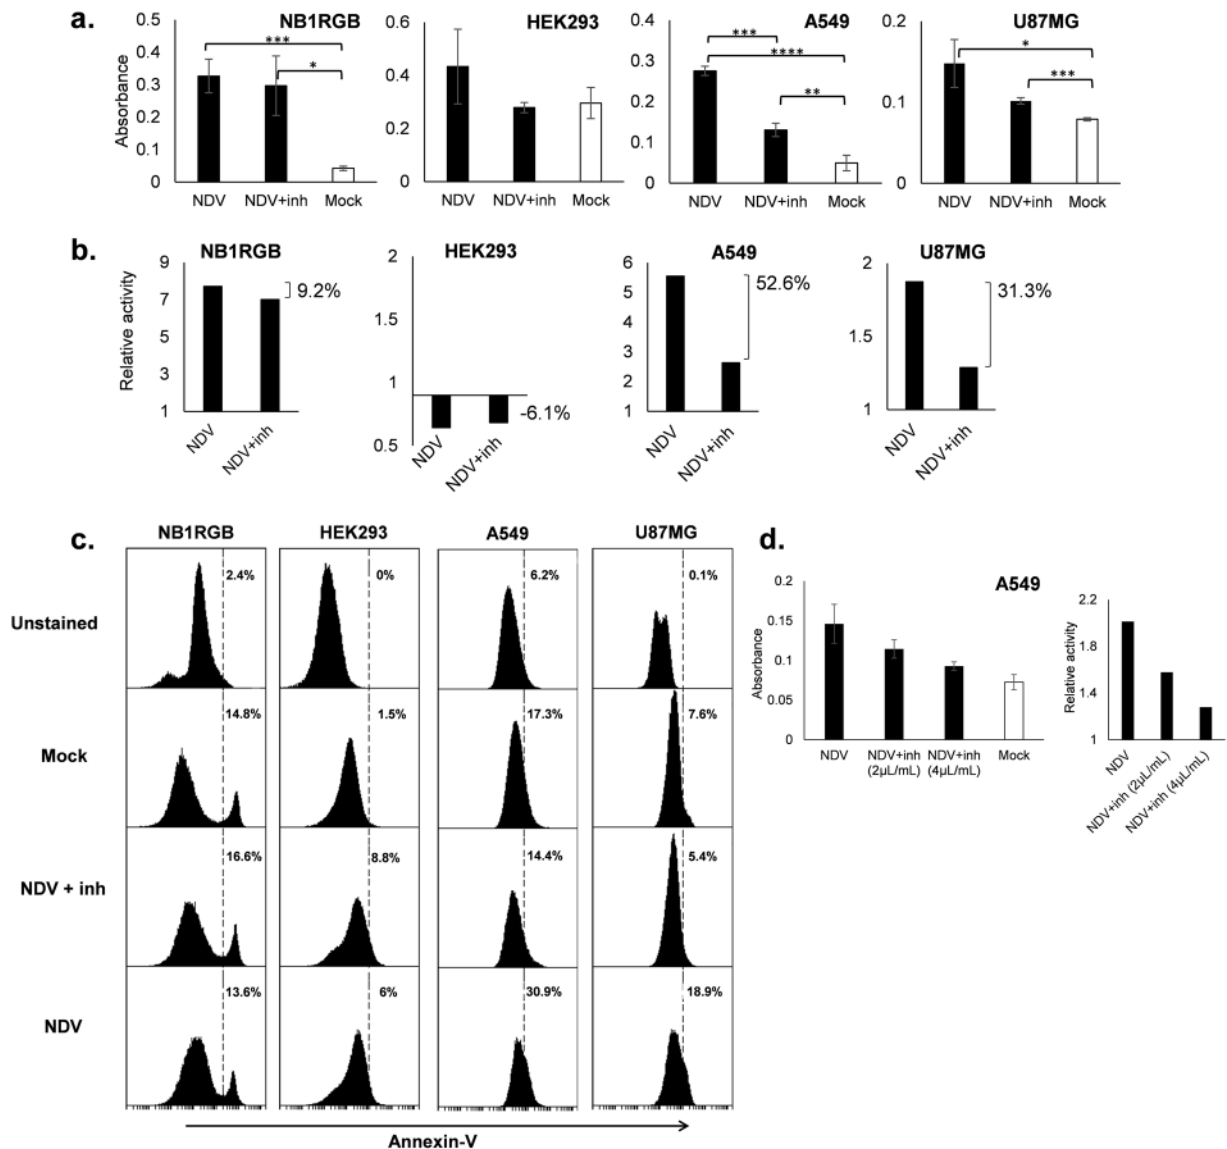 a.
NB1RGB
HEK293
A549
U87MG
Absorbance
0.5
0.4
0.3
0.2
0.1
0
***
*
NDV
NDV+inh
Mock
0.6
0.4
0.2
0
NDV
NDV+inh
Mock
0.4
0.3
0.2
0.1
0
***
****
**
NDV
NDV+inh
Mock
0.2
0.1
0
*
***
NDV
NDV+inh
Mock
b.
NB1RGB
HEK293
A549
U87MG
Relative activity
9
7
5
3
1
9.2%
NDV
NDV+inh
2
1.5
1
0.5
-6.1%
NDV
NDV+inh
6
5
4
3
2
1
52.6%
NDV
NDV+inh
2
1.5
1
31.3%
NDV
NDV+inh
c.
NB1RGB
HEK293
A549
U87MG
Unstained
2.4%
0%
6.2%
0.1%
Mock
14.8%
1.5%
17.3%
7.6%
NDV + inh
16.6%
8.8%
14.4%
5.4%
NDV
13.6%
6%
30.9%
18.9%
Annexin-V
d.
A549
Absorbance
0.2
0.15
0.1
0.05
0
NDV
NDV+inh
(2µL/mL)
NDV+inh
(4µL/mL)
Mock
Relative activity
2.2
1.8
1.4
1
NDV
NDV+inh (2µL/mL)
NDV+inh (4µL/mL)